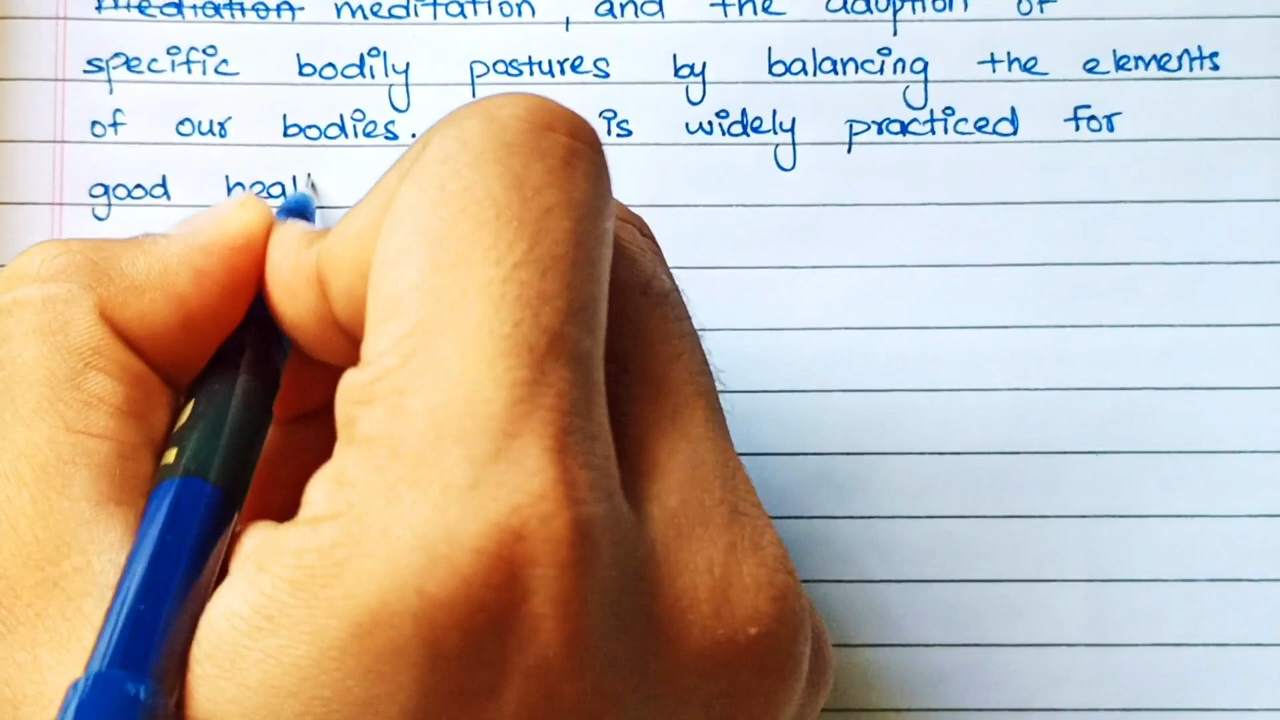 mediation meditation, and the adoption of
specific bodily postures by balancing the elements
of our bodies. is widely practiced for
good heal